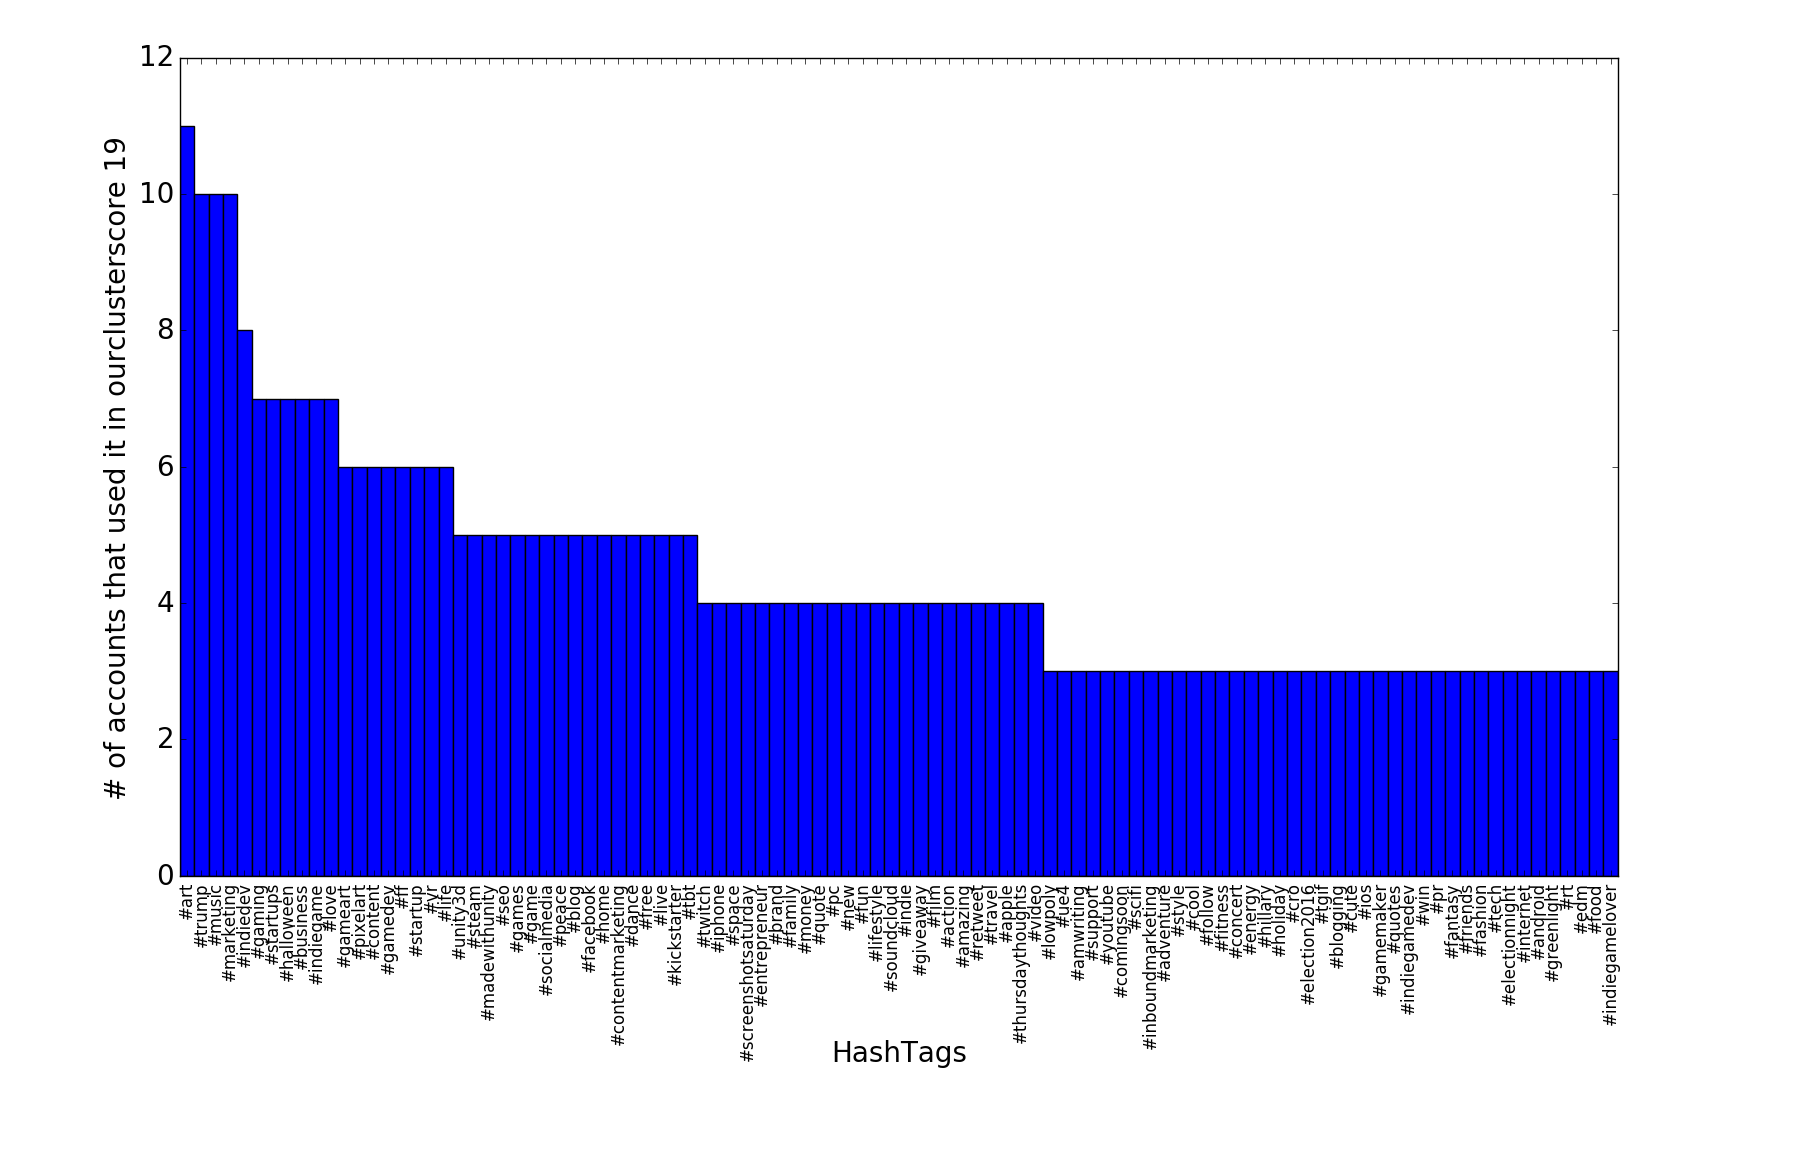 12
10
8
6
4
2
0
# of accounts that used it in ourclusterscore 19
#art
#trump
#music
#marketing
#indiedev
#gaming
#startups
#halloween
#business
#indiegame
#love
#gameart
#pixelart
#content
#gamedev
#ff
#startup
#vr
#life
#unity3d
#steam
#madewithunity
#seo
#games
#game
#socialmedia
#peace
#blog
#facebook
#home
#contentmarketing
#dance
#free
#live
#kickstarter
#tbt
#twitch
#iphone
#space
#screenshotsaturday
#entrepreneur
#brand
#family
#money
#quote
#pc
#new
#fun
#lifestyle
#soundcloud
#indie
#giveaway
#film
#action
#amazing
#retweet
#travel
#apple
#thursdaythoughts
#video
#lowpoly
#ue4
#amwriting
#support
#youtube
#comingsoon
#scifi
#inboundmarketing
#adventure
#style
#cool
#follow
#fitness
#concert
#energy
#hillary
#holiday
#cro
#election2016
#tgif
#blogging
#cute
#ios
#gamemaker
#quotes
#indiegamedev
#win
#pr
#fantasy
#friends
#fashion
#tech
#electionnight
#internet
#android
#greenlight
#rt
#edm
#food
#indiegamelover
HashTags